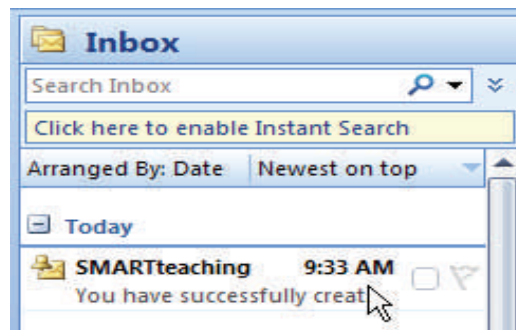 Inbox
Search Inbox
Click here to enable Instant Search
Arranged By: Date Newest on top
Today
SMARTteaching 9:33 AM
You have successfully creat